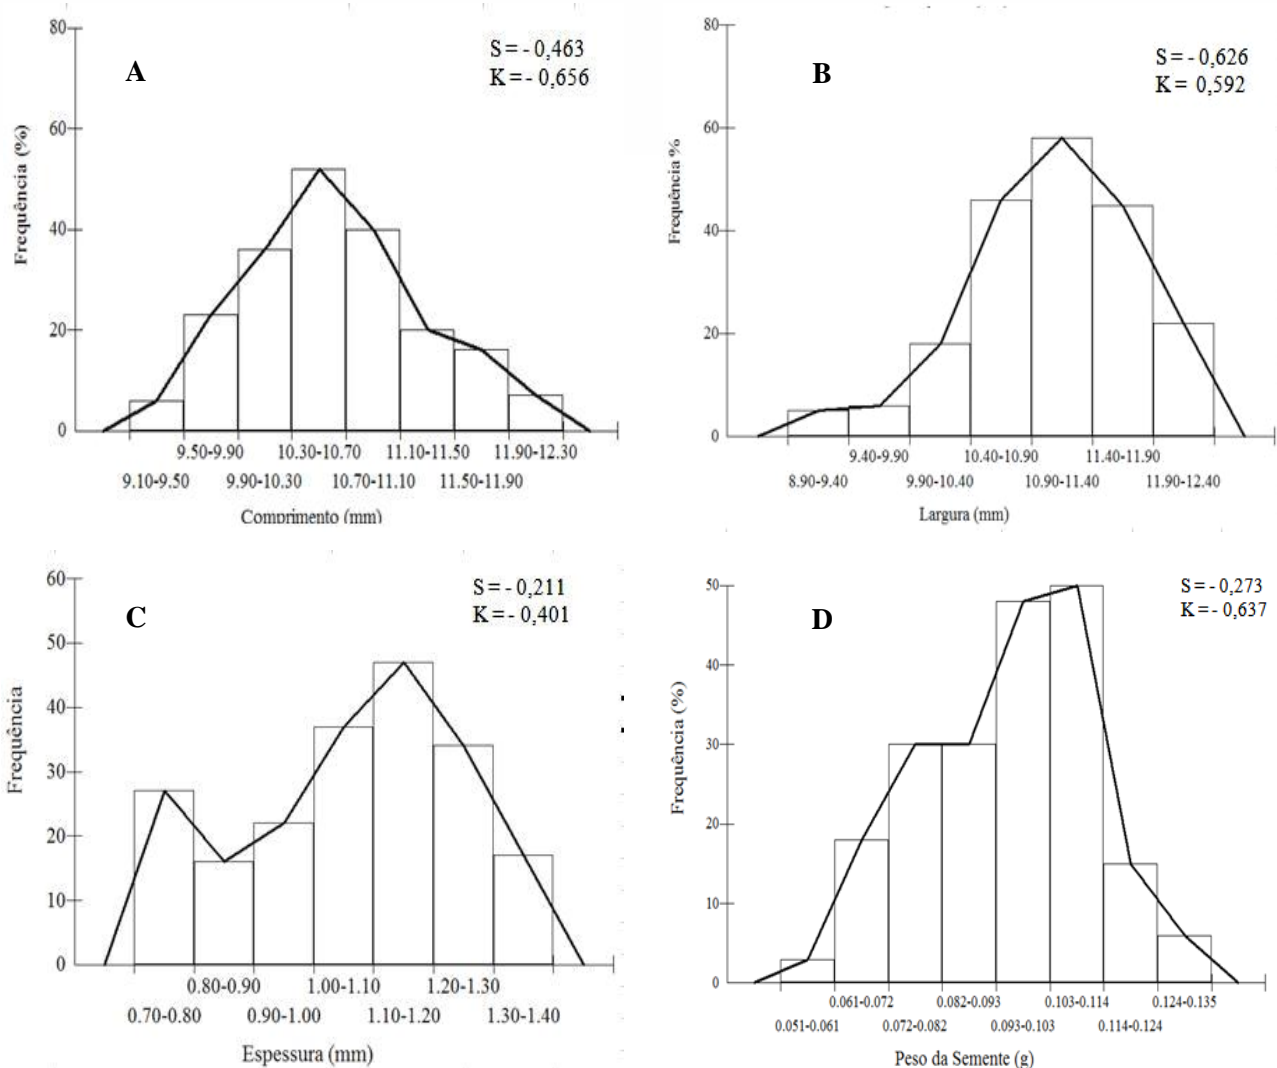 A
S = - 0,463
K = - 0,656
Frequência (%)
80
60
40
20
0
9.50-9.90 10.30-10.70 11.10-11.50 11.90-12.30
9.10-9.50 9.90-10.30 10.70-11.10 11.50-11.90
Comprimento (mm)
B
S = - 0,626
K = 0,592
Frequência %
80
60
40
20
0
9.40-9.90 10.40-10.90 11.40-11.90
8.90-9.40 9.90-10.40 10.90-11.40 11.90-12.40
Largura (mm)
C
S = - 0,211
K = - 0,401
Frequência
60
50
40
30
20
10
0
0.80-0.90 1.00-1.10 1.20-1.30
0.70-0.80 0.90-1.00 1.10-1.20 1.30-1.40
Espessura (mm)
D
S = - 0,273
K = - 0,637
Frequência (%)
50
40
30
20
10
0
0.061-0.072 0.082-0.093 0.103-0.114 0.124-0.135
0.051-0.061 0.072-0.082 0.093-0.103 0.114-0.124
Peso da Semente (g)